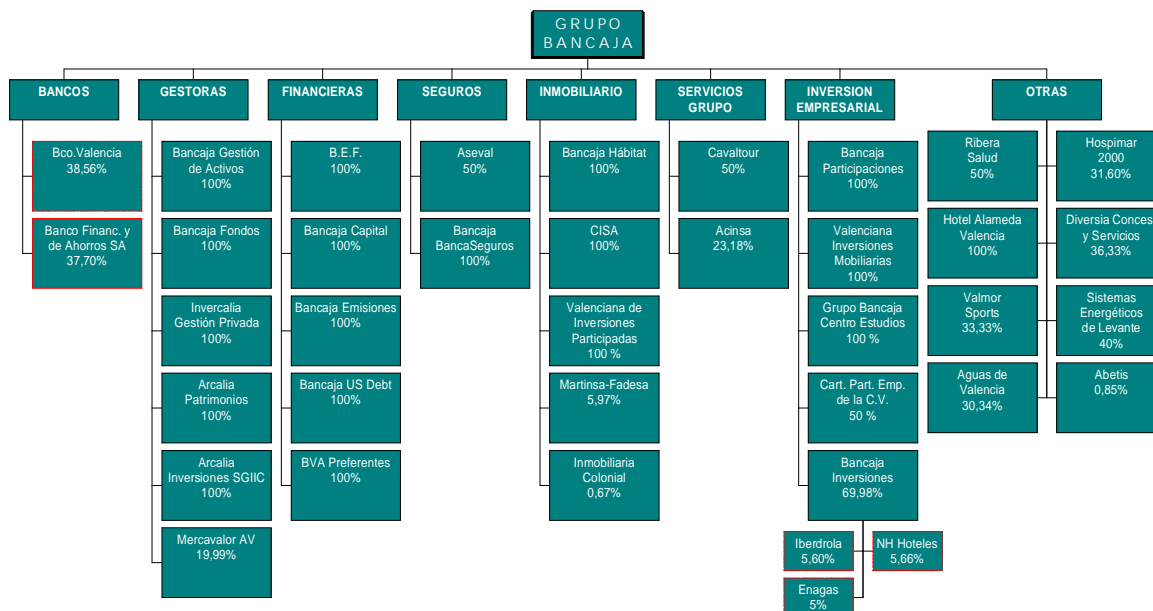 GRUPO
BANCAJA
BANCOS
Bco.Valencia
38,56%
Banco Financ. y
de Ahorros SA
37,70%
GESTORAS
Bancaja Gestión
de Activos
100%
Bancaja Fondos
100%
Invercalia
Gestión Privada
100%
Arcalia
Patrimonios
100%
Arcalia
Inversiones SGIIC
100%
Mercavalor AV
19,99%
FINANCIERAS
B.E.F.
100%
Bancaja Capital
100%
Bancaja Emisiones
100%
Bancaja US Debt
100%
BVA Preferentes
100%
SEGUROS
Aseval
50%
Bancaja
BancaSeguros
100%
INMOBILIARIO
Bancaja Hábitat
100%
CISA
100%
Valenciana de
Inversiones
Participadas
100 %
Martinsa-Fadesa
5,97%
Inmobiliaria
Colonial
0,67%
SERVICIOS
GRUPO
Cavaltour
50%
Acinsa
23,18%
INVERSION
EMPRESARIAL
Bancaja
Participaciones
100%
Valenciana
Inversiones
Mobiliarias
100%
Grupo Bancaja
Centro Estudios
100 %
Cart. Part. Emp.
de la C.V.
50 %
Bancaja
Inversiones
69,98%
Iberdrola
5,60%
NH Hoteles
5,66%
Enagas
5%
OTRAS
Ribera
Salud
50%
Hospimar
2000
31,60%
Hotel Alameda
Valencia
100%
Diversia Conces
y Servicios
36,33%
Valmor
Sports
33,33%
Sistemas
Energéticos
de Levante
40%
Aguas de
Valencia
30,34%
Abetis
0,85%